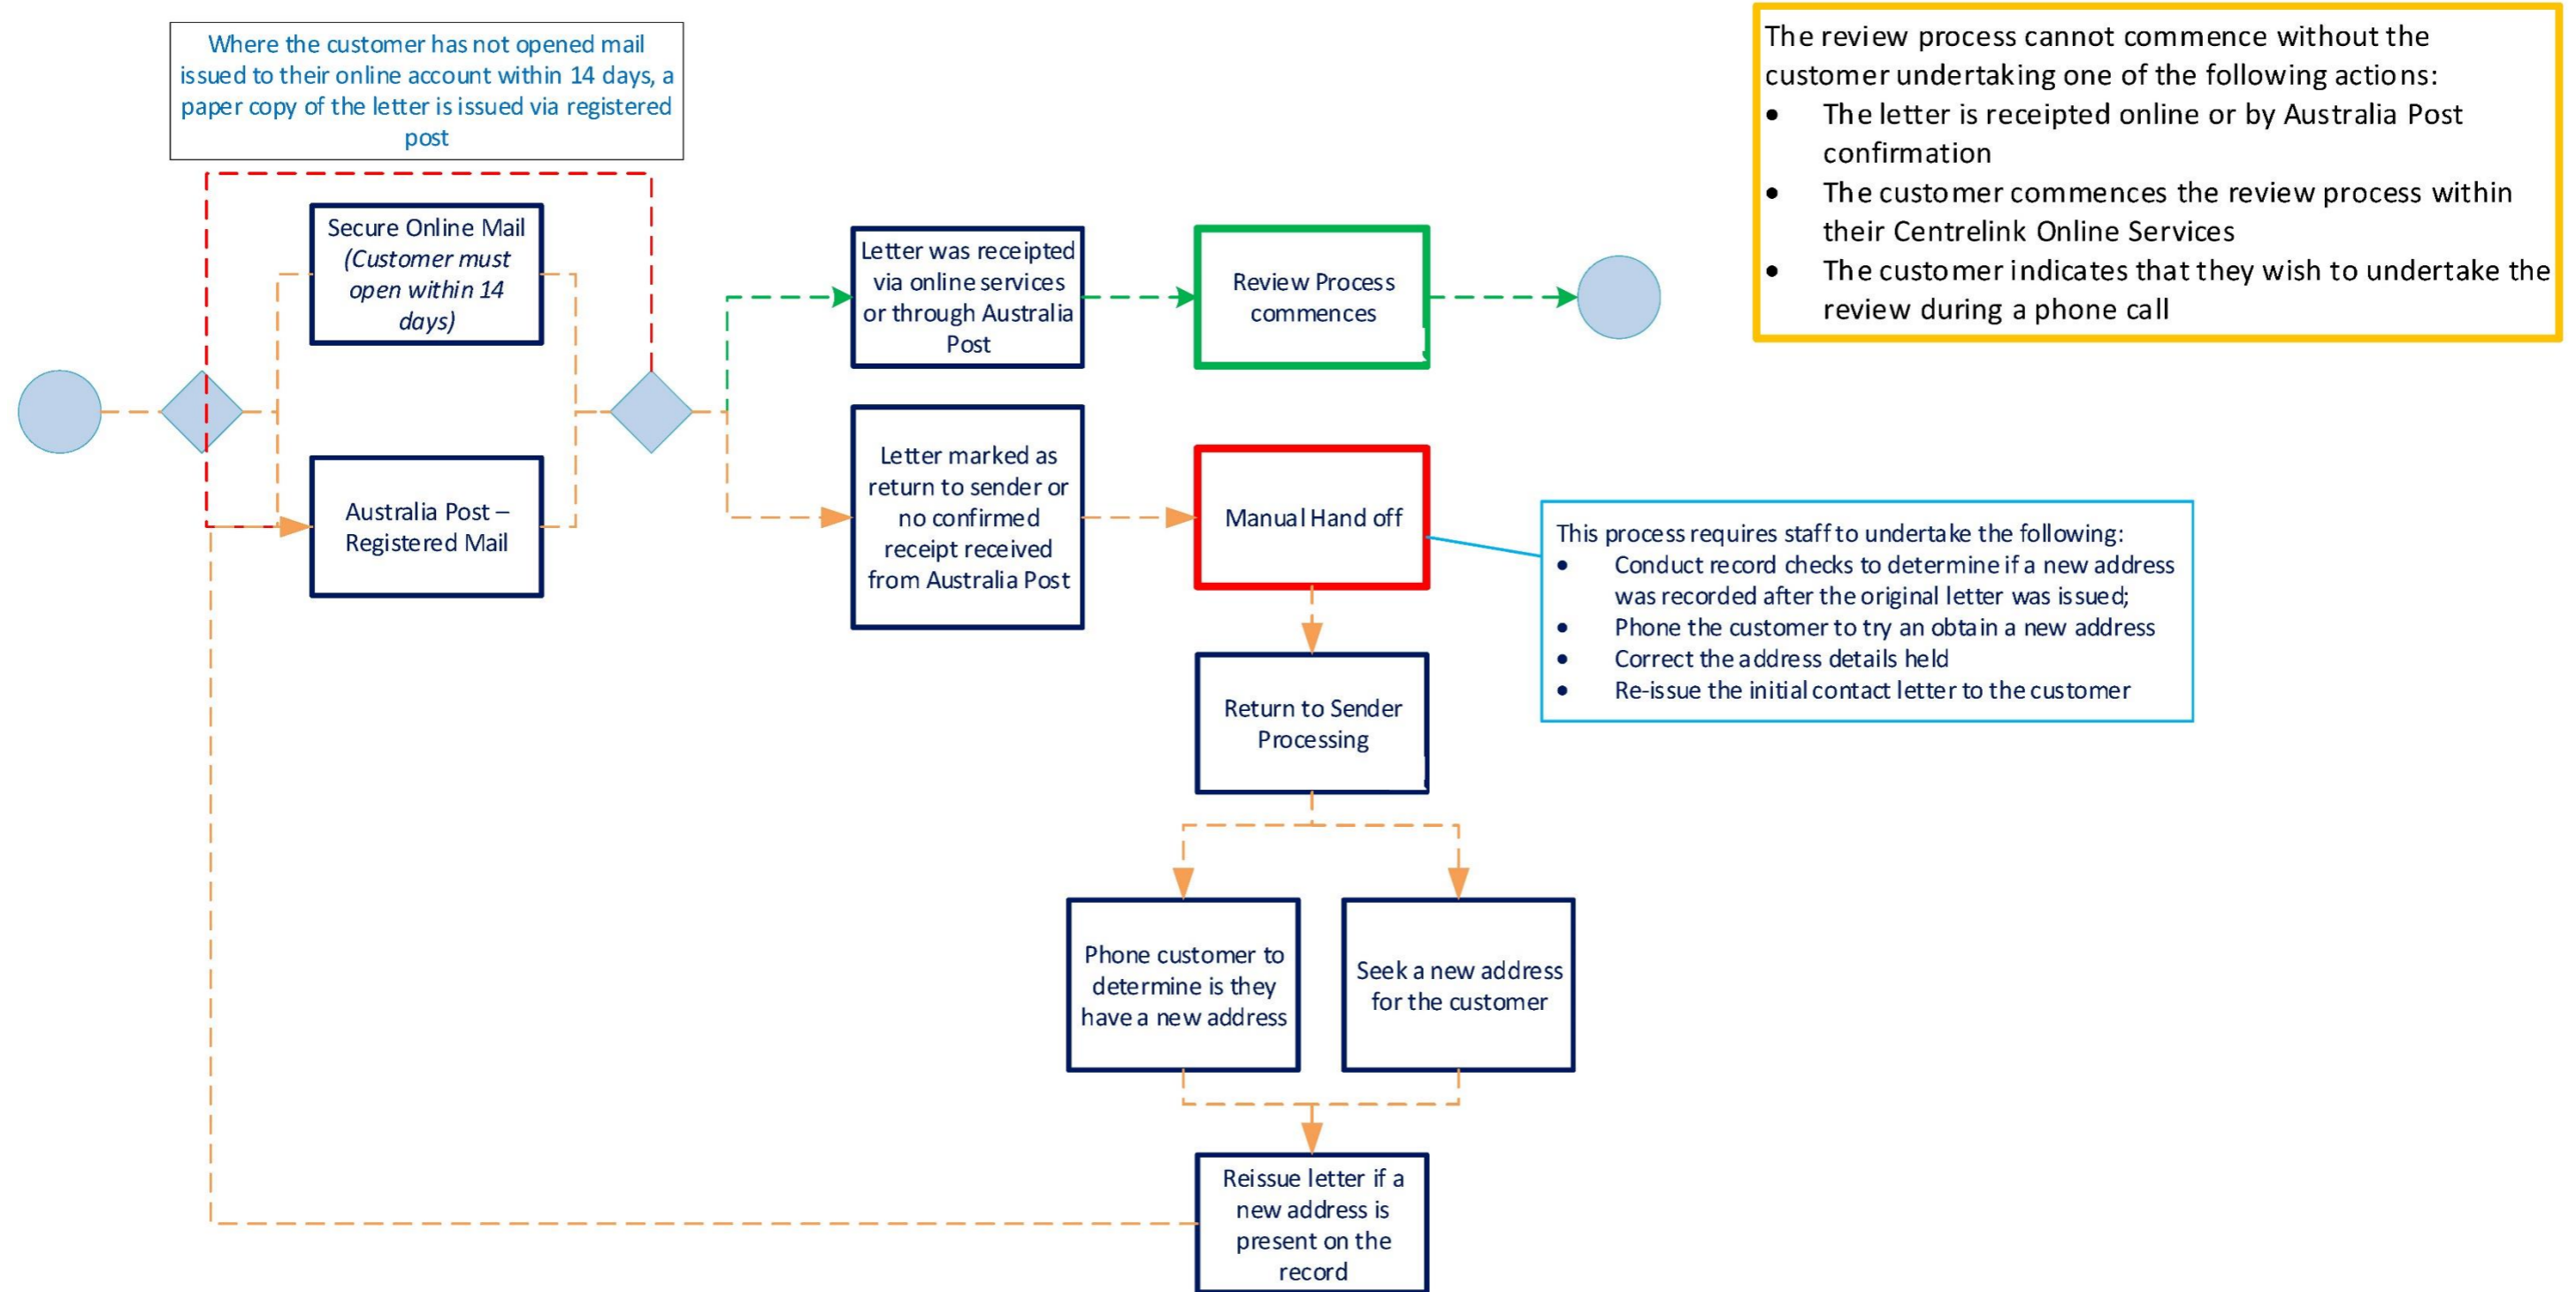 Where the customer has not opened mail
issued to their online account within 14 days, a
paper copy of the letter is issued via registered
post
The review process cannot commence without the
customer undertaking one of the following actions:
• The letter is receipted online or by Australia Post
confirmation
• The customer commences the review process within
their Centrelink Online Services
• The customer indicates that they wish to undertake the
review during a phone call
Secure Online Mail
(Customer must
open within 14
days)
Letter was receipted
via online services
or through Australia
Post
Review Process
commences
Australia Post –
Registered Mail
Letter marked as
return to sender or
no confirmed
receipt received
from Australia Post
Manual Hand off
This process requires staff to undertake the following:
• Conduct record checks to determine if a new address
was recorded after the original letter was issued;
• Phone the customer to try an obtain a new address
• Correct the address details held
• Re-issue the initial contact letter to the customer
Return to Sender
Processing
Phone customer to
determine is they
have a new address
Seek a new address
for the customer
Reissue letter if a
new address is
present on the
record